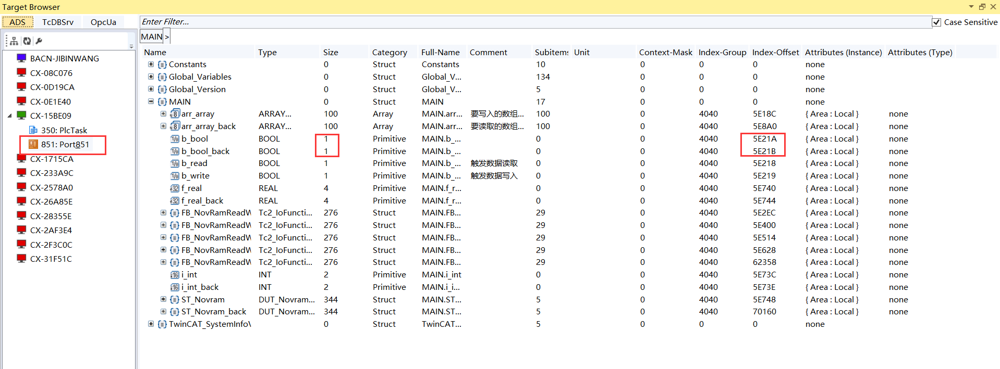 Target Browser
ADS TcDBSrv OpcUa
Enter Filter... Case Sensitive
MAIN >
BACN-JIBINWANG
CX-08C076
CX-0D19CA
CX-0E1E40
CX-15BE09
350: PlcTask
851: Port851
CX-1715CA
CX-233A9C
CX-2578A0
CX-26A85E
CX-28355E
CX-2AF3E4
CX-2F3C0C
CX-31F51C
Name Type Size Category Full-Name Comment Subitems Unit Context-Mask Index-Group Index-Offset Attributes (Instance) Attributes (Type)
Constants 0 Struct Constants 10 0 0 0 none
Global_Variables 0 Struct Global_V... 134 0 0 0 none
Global_Version 0 Struct Global_V... 5 0 0 0 none
MAIN 0 Struct MAIN 17 0 0 0 none
arr_array ARRAY... 100 Array MAIN.arr... 要写入的数组... 100 0 4040 5E18C { Area : Local } none
arr_array_back ARRAY... 100 Array MAIN.arr... 要读取的数组... 100 0 4040 5E8A0 { Area : Local } none
b_bool BOOL 1 Primitive MAIN.b_... 0 0 4040 5E21A { Area : Local } none
b_bool_back BOOL 1 Primitive MAIN.b_... 0 0 4040 5E21B { Area : Local } none
b_read BOOL 1 Primitive MAIN.b_... 触发数据读取 0 0 4040 5E218 { Area : Local } none
b_write BOOL 1 Primitive MAIN.b_... 触发数据写入 0 0 4040 5E219 { Area : Local } none
f_real REAL 4 Primitive MAIN.f_r... 0 0 4040 5E740 { Area : Local } none
f_real_back REAL 4 Primitive MAIN.f_r... 0 0 4040 5E744 { Area : Local } none
FB_NovRamReadW Tc2_IoFuncti... 276 Struct MAIN.FB... 29 0 4040 5E2EC { Area : Local } none
FB_NovRamReadW Tc2_IoFuncti... 276 Struct MAIN.FB... 29 0 4040 5E400 { Area : Local } none
FB_NovRamReadW Tc2_IoFuncti... 276 Struct MAIN.FB... 29 0 4040 5E514 { Area : Local } none
FB_NovRamReadW Tc2_IoFuncti... 276 Struct MAIN.FB... 29 0 4040 5E628 { Area : Local } none
FB_NovRamReadW Tc2_IoFuncti... 276 Struct MAIN.FB... 29 0 4040 62358 { Area : Local } none
i_int INT 2 Primitive MAIN.i_int 0 0 4040 5E73C { Area : Local } none
i_int_back INT 2 Primitive MAIN.i_i... 0 0 4040 5E73E { Area : Local } none
ST_Novram DUT_Novram... 344 Struct MAIN.ST... 5 0 4040 5E748 { Area : Local } none
ST_Novram_back DUT_Novram... 344 Struct MAIN.ST... 5 0 4040 70160 { Area : Local } none
TwinCAT_SystemInfoV 0 Struct TwinCAT... 5 0 0 0 none